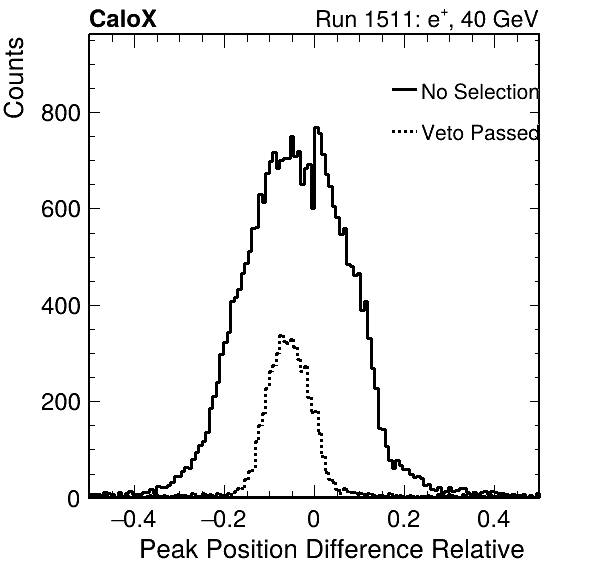 CaloX Run 1511: e+, 40 GeV
Counts
No Selection
Veto Passed
800
600
400
200
0
−0.4 −0.2 0 0.2 0.4
Peak Position Difference Relative